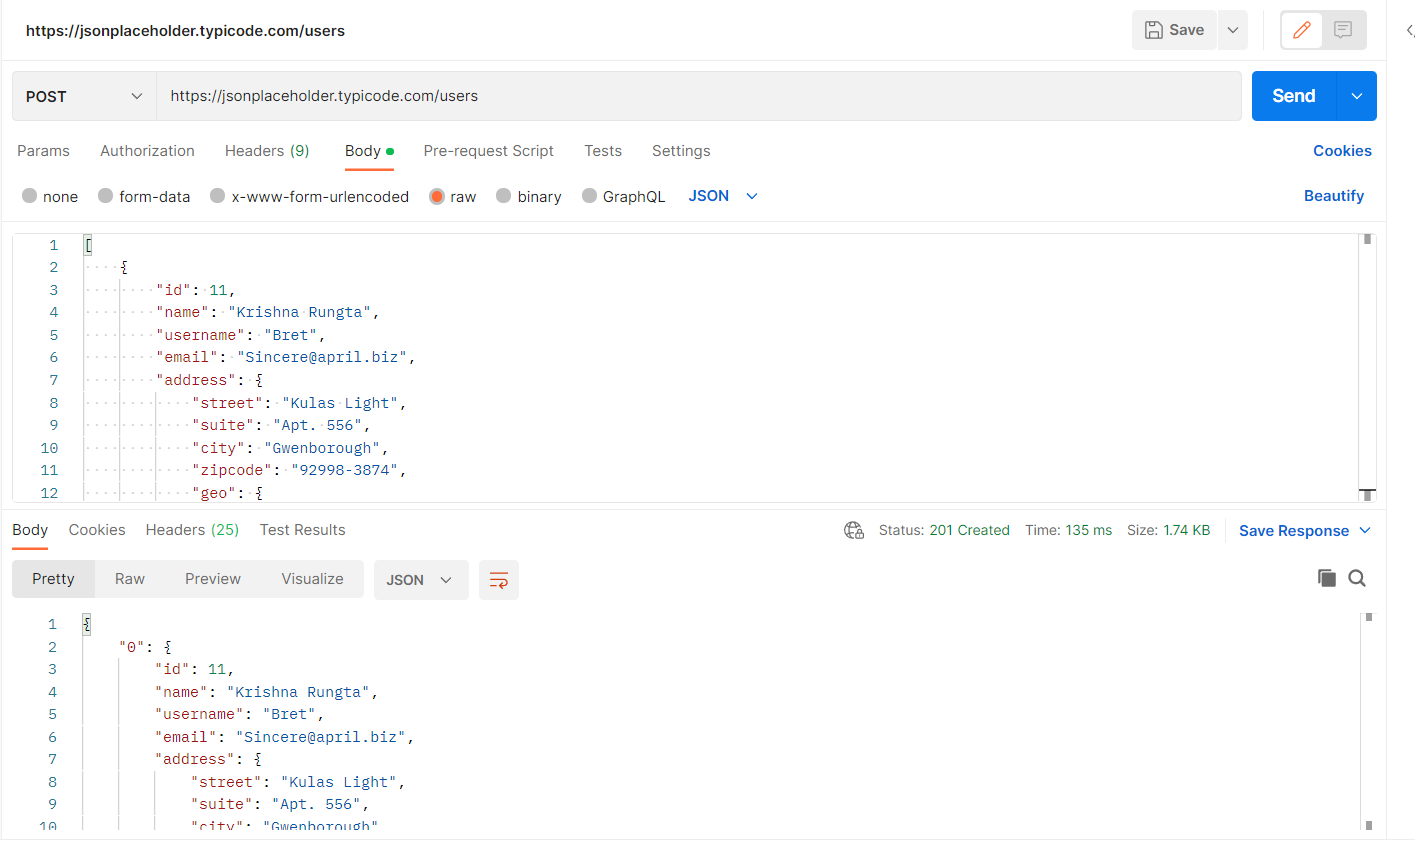 https://jsonplaceholder.typicode.com/users Save
POST https://jsonplaceholder.typicode.com/users Send
Params Authorization Headers (9) Body Pre-request Script Tests Settings Cookies
none form-data x-www-form-urlencoded raw binary GraphQL JSON Beautify
1 [
2 {
3 "id": 11,
4 "name": "Krishna Rungta",
5 "username": "Bret",
6 "email": "Sincere@april.biz",
7 "address": {
8 "street": "Kulas Light",
9 "suite": "Apt. 556",
10 "city": "Gwenborough",
11 "zipcode": "92998-3874",
12 "geo": {
Body Cookies Headers (25) Test Results Status: 201 Created Time: 135 ms Size: 1.74 KB Save Response
Pretty Raw Preview Visualize JSON
1 {
2 "0": {
3 "id": 11,
4 "name": "Krishna Rungta",
5 "username": "Bret",
6 "email": "Sincere@april.biz",
7 "address": {
8 "street": "Kulas Light",
9 "suite": "Apt. 556",
10 "city": "Gwenborough"